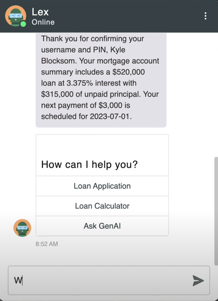 Lex
Online
Thank you for confirming your
username and PIN, Kyle
Blocksom. Your mortgage account
summary includes a $520,000
loan at 3.375% interest with
$315,000 of unpaid principal. Your
next payment of $3,000 is
scheduled for 2023-07-01.
How can I help you?
Loan Application
Loan Calculator
Ask GenAI
8:52 AM
W